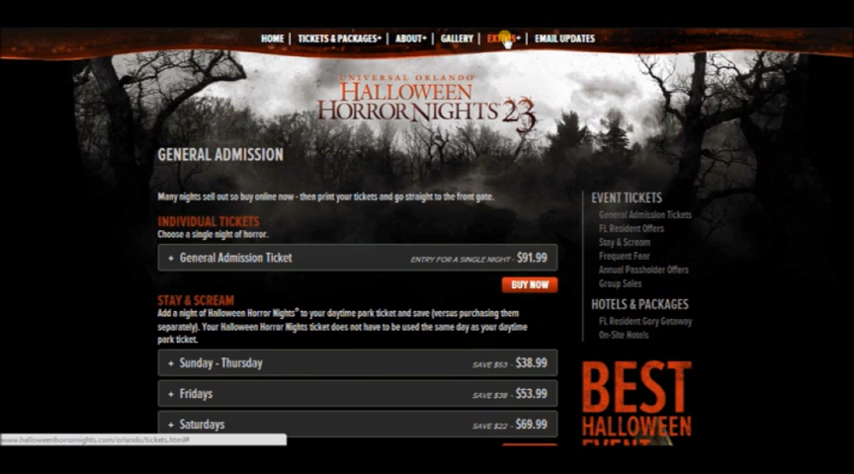 HOME | TICKETS & PACKAGES+ | ABOUT+ | GALLERY | EXTRAS+ | EMAIL UPDATES
UNIVERSAL ORLANDO®
HALLOWEEN
HORROR NIGHTS 23
GENERAL ADMISSION
Many nights sell out so buy online now - then print your tickets and go straight to the front gate.
INDIVIDUAL TICKETS
Choose a single night of horror.
+ General Admission Ticket ENTRY FOR A SINGLE NIGHT - $91.99
BUY NOW
STAY & SCREAM
Add a night of Halloween Horror Nights® to your daytime park ticket and save (versus purchasing them
separately). Your Halloween Horror Nights ticket does not have to be used the same day as your daytime
park ticket.
+ Sunday - Thursday SAVE $53 - $38.99
+ Fridays SAVE $38 - $53.99
+ Saturdays SAVE $22 - $69.99
EVENT TICKETS
General Admission Tickets
FL Resident Offers
Stay & Scream
Frequent Fear
Annual Passholder Offers
Group Sales
HOTELS & PACKAGES
FL Resident Gory Getaway
On-Site Hotels
BEST
HALLOWEEN
EVENT
www.halloweenhorrornights.com/orlando/tickets.html#